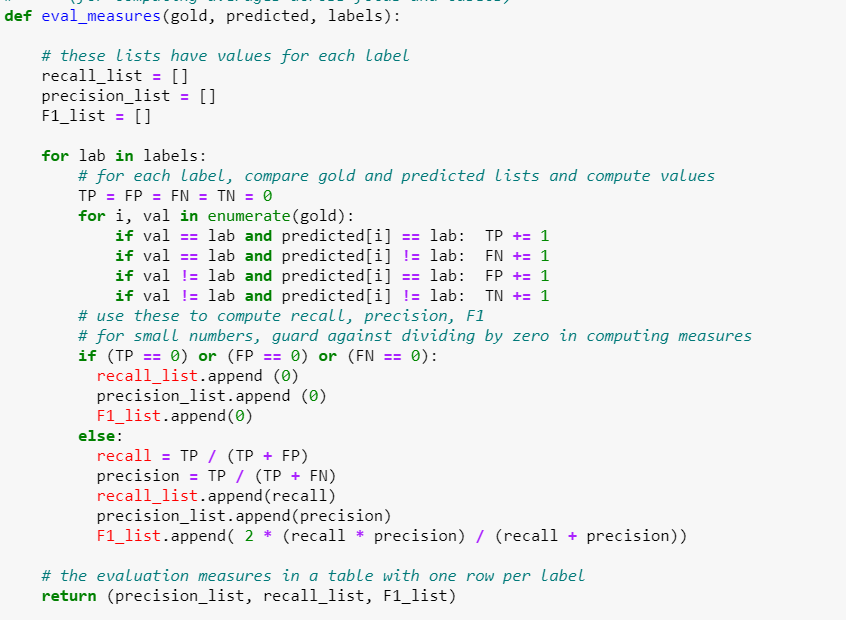 def eval_measures(gold, predicted, labels):
# these lists have values for each label
recall_list = []
precision_list = []
F1_list = []
for lab in labels:
# for each label, compare gold and predicted lists and compute values
TP = FP = FN = TN = 0
for i, val in enumerate(gold):
if val == lab and predicted[i] == lab:  TP += 1
if val == lab and predicted[i] != lab:  FN += 1
if val != lab and predicted[i] == lab:  FP += 1
if val != lab and predicted[i] != lab:  TN += 1
# use these to compute recall, precision, F1
# for small numbers, guard against dividing by zero in computing measures
if (TP == 0) or (FP == 0) or (FN == 0):
recall_list.append (0)
precision_list.append (0)
F1_list.append(0)
else:
recall = TP / (TP + FP)
precision = TP / (TP + FN)
recall_list.append(recall)
precision_list.append(precision)
F1_list.append( 2 * (recall * precision) / (recall + precision))
# the evaluation measures in a table with one row per label
return (precision_list, recall_list, F1_list)